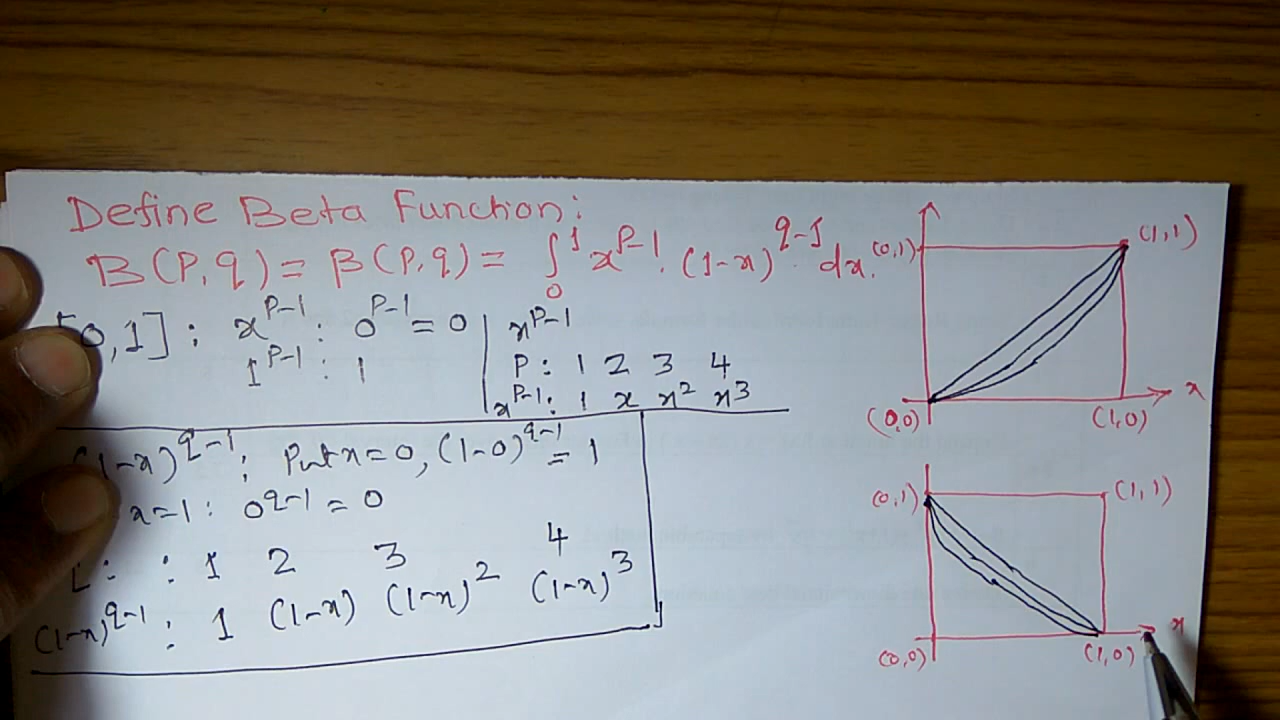 Define Beta Function:
B(P,q) = β(P,q) = ∫₀¹ x^{P-1} . (1-x)^{q-1} . dx.
[0,1] : x^{P-1} : 0^{P-1} = 0
1^{P-1} : 1
x^{P-1}
P : 1 2 3 4
x^{P-1} : 1 x x² x³
(1-x)^{q-1} : Put x=0, (1-0)^{q-1} = 1
x=1 : 0^{q-1} = 0
: 1 2 3 4
(1-x)^{q-1} : 1 (1-x) (1-x)² (1-x)³
(0,1) (1,1)
x
(0,0) (1,0)
(0,1) (1,1)
x
(0,0) (1,0)